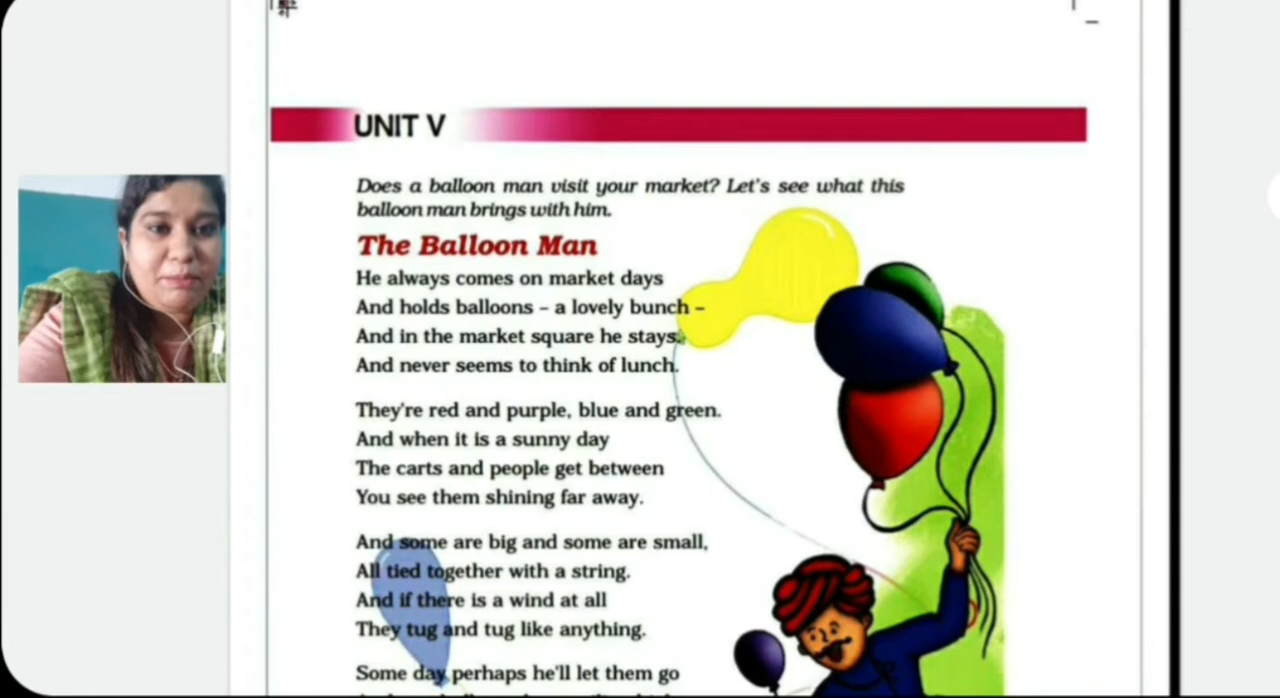 UNIT V
Does a balloon man visit your market? Let's see what this
balloon man brings with him.
The Balloon Man
He always comes on market days
And holds balloons – a lovely bunch –
And in the market square he stays.
And never seems to think of lunch.
They're red and purple, blue and green.
And when it is a sunny day
The carts and people get between
You see them shining far away.
And some are big and some are small,
All tied together with a string.
And if there is a wind at all
They tug and tug like anything.
Some day perhaps he'll let them go